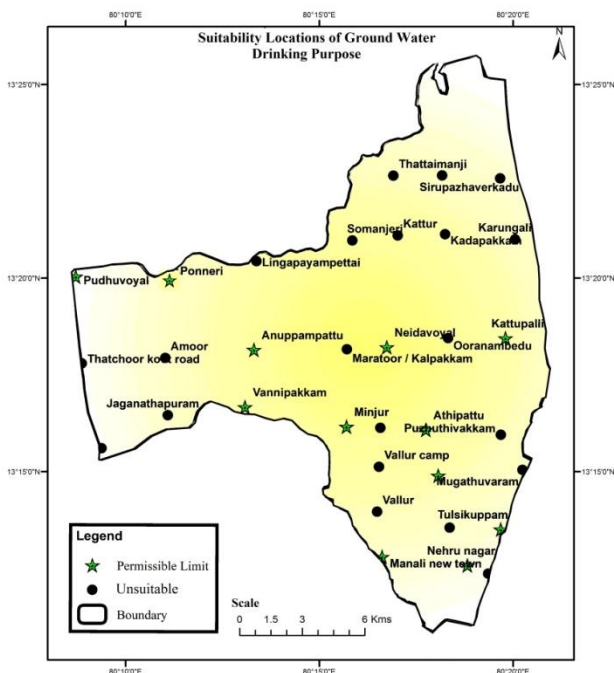 Suitability Locations of Ground Water
Drinking Purpose
N
80°10'0"E
80°15'0"E
80°20'0"E
13°25'0"N
13°25'0"N
Thattaimanji
Sirupazhaverkadu
Somanjeri
Kattur
Karungali
Kadapakkam
13°20'0"N
13°20'0"N
Lingapayampettai
Ponneri
Pudhuvoyal
Kattupalli
Anuppampattu
Neidavoyal
Ooranambedu
Amoor
Maratoor / Kalpakkam
Thatchoor koot road
Vannipakkam
Jaganathapuram
Minjur
Athipattu
Puzhuthivakkam
13°15'0"N
13°15'0"N
Vallur camp
Mugathuvaram
Vallur
Tulsikuppam
Nehru nagar
Manali new town
Legend
Permissible Limit
Unsuitable
Boundary
Scale
0 1.5 3 6 Kms
80°10'0"E
80°15'0"E
80°20'0"E